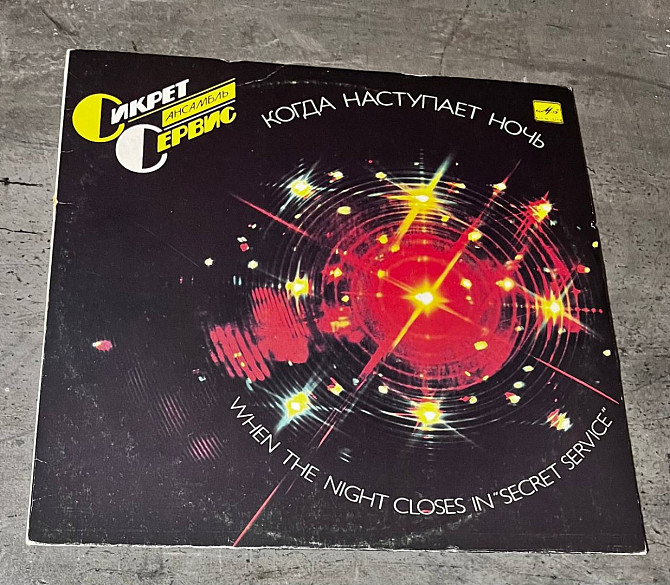 СИКРЕТ
АНСАМБЛЬ
СЕРВИС
КОГДА НАСТУПАЕТ НОЧЬ
WHEN THE NIGHT CLOSES IN "SECRET SERVICE"